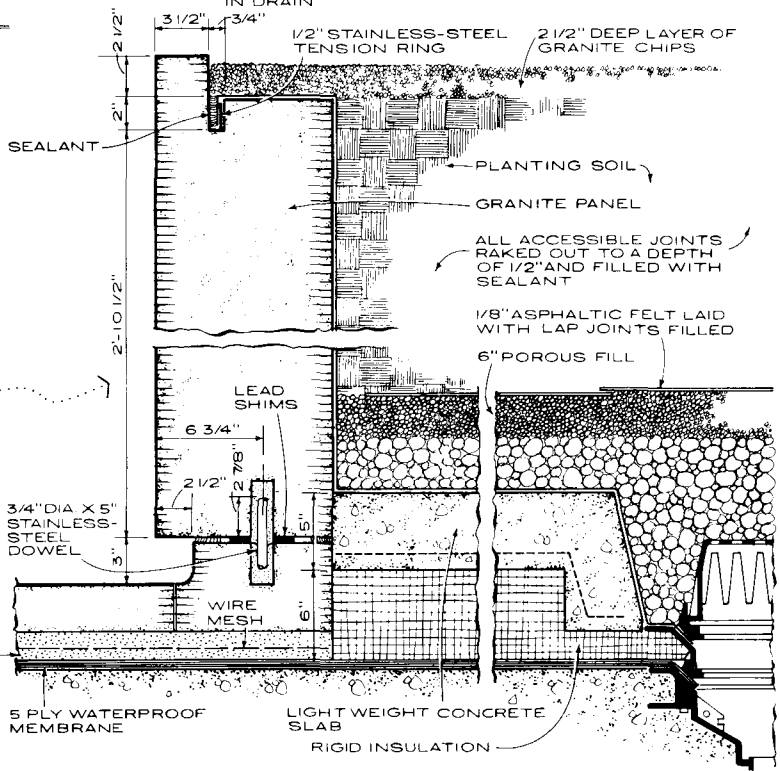 IN DRAIN
3 1/2"
3/4"
2 1/2"
2"
1/2" STAINLESS-STEEL
TENSION RING
2 1/2" DEEP LAYER OF
GRANITE CHIPS
SEALANT
PLANTING SOIL
GRANITE PANEL
ALL ACCESSIBLE JOINTS
RAKED OUT TO A DEPTH
OF 1/2" AND FILLED WITH
SEALANT
2'-10 1/2"
1/8" ASPHALTIC FELT LAID
WITH LAP JOINTS FILLED
6" POROUS FILL
LEAD
SHIMS
6 3/4"
2 7/8"
2 1/2"
3/4" DIA. X 5"
STAINLESS-
STEEL
DOWEL
5"
3"
6"
WIRE
MESH
5 PLY WATERPROOF
MEMBRANE
LIGHT WEIGHT CONCRETE
SLAB
RIGID INSULATION